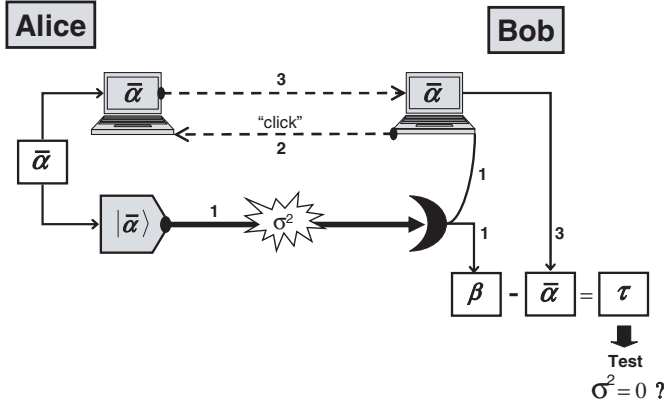 Alice
Bob
ᾱ
3
ᾱ
"click"
2
ᾱ
1
|ᾱ⟩
1
σ²
1
3
β - ᾱ = τ
Test
σ² = 0 ?